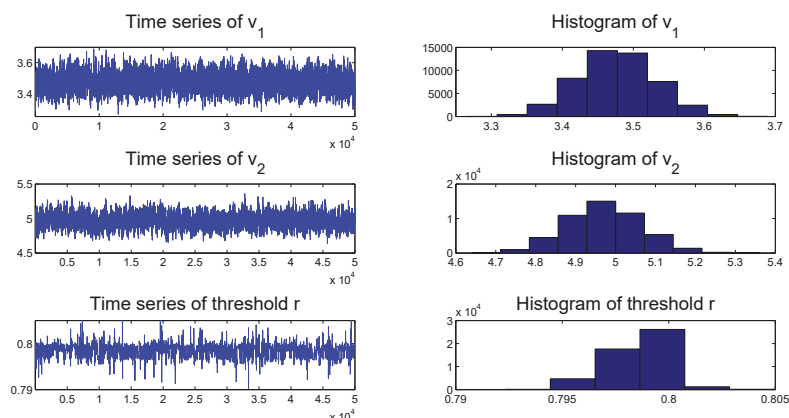 Time series of v1
3.6
3.4
0 1 2 3 4 5
x 10^4
Histogram of v1
15000
10000
5000
0
3.3 3.4 3.5 3.6 3.7
Time series of v2
5.5
5
4.5
0.5 1 1.5 2 2.5 3 3.5 4 4.5 5
x 10^4
Histogram of v2
x 10^4
2
1
0
4.6 4.7 4.8 4.9 5 5.1 5.2 5.3 5.4
Time series of threshold r
0.8
0.79
0.5 1 1.5 2 2.5 3 3.5 4 4.5 5
x 10^4
Histogram of threshold r
x 10^4
3
2
1
0
0.79 0.795 0.8 0.805